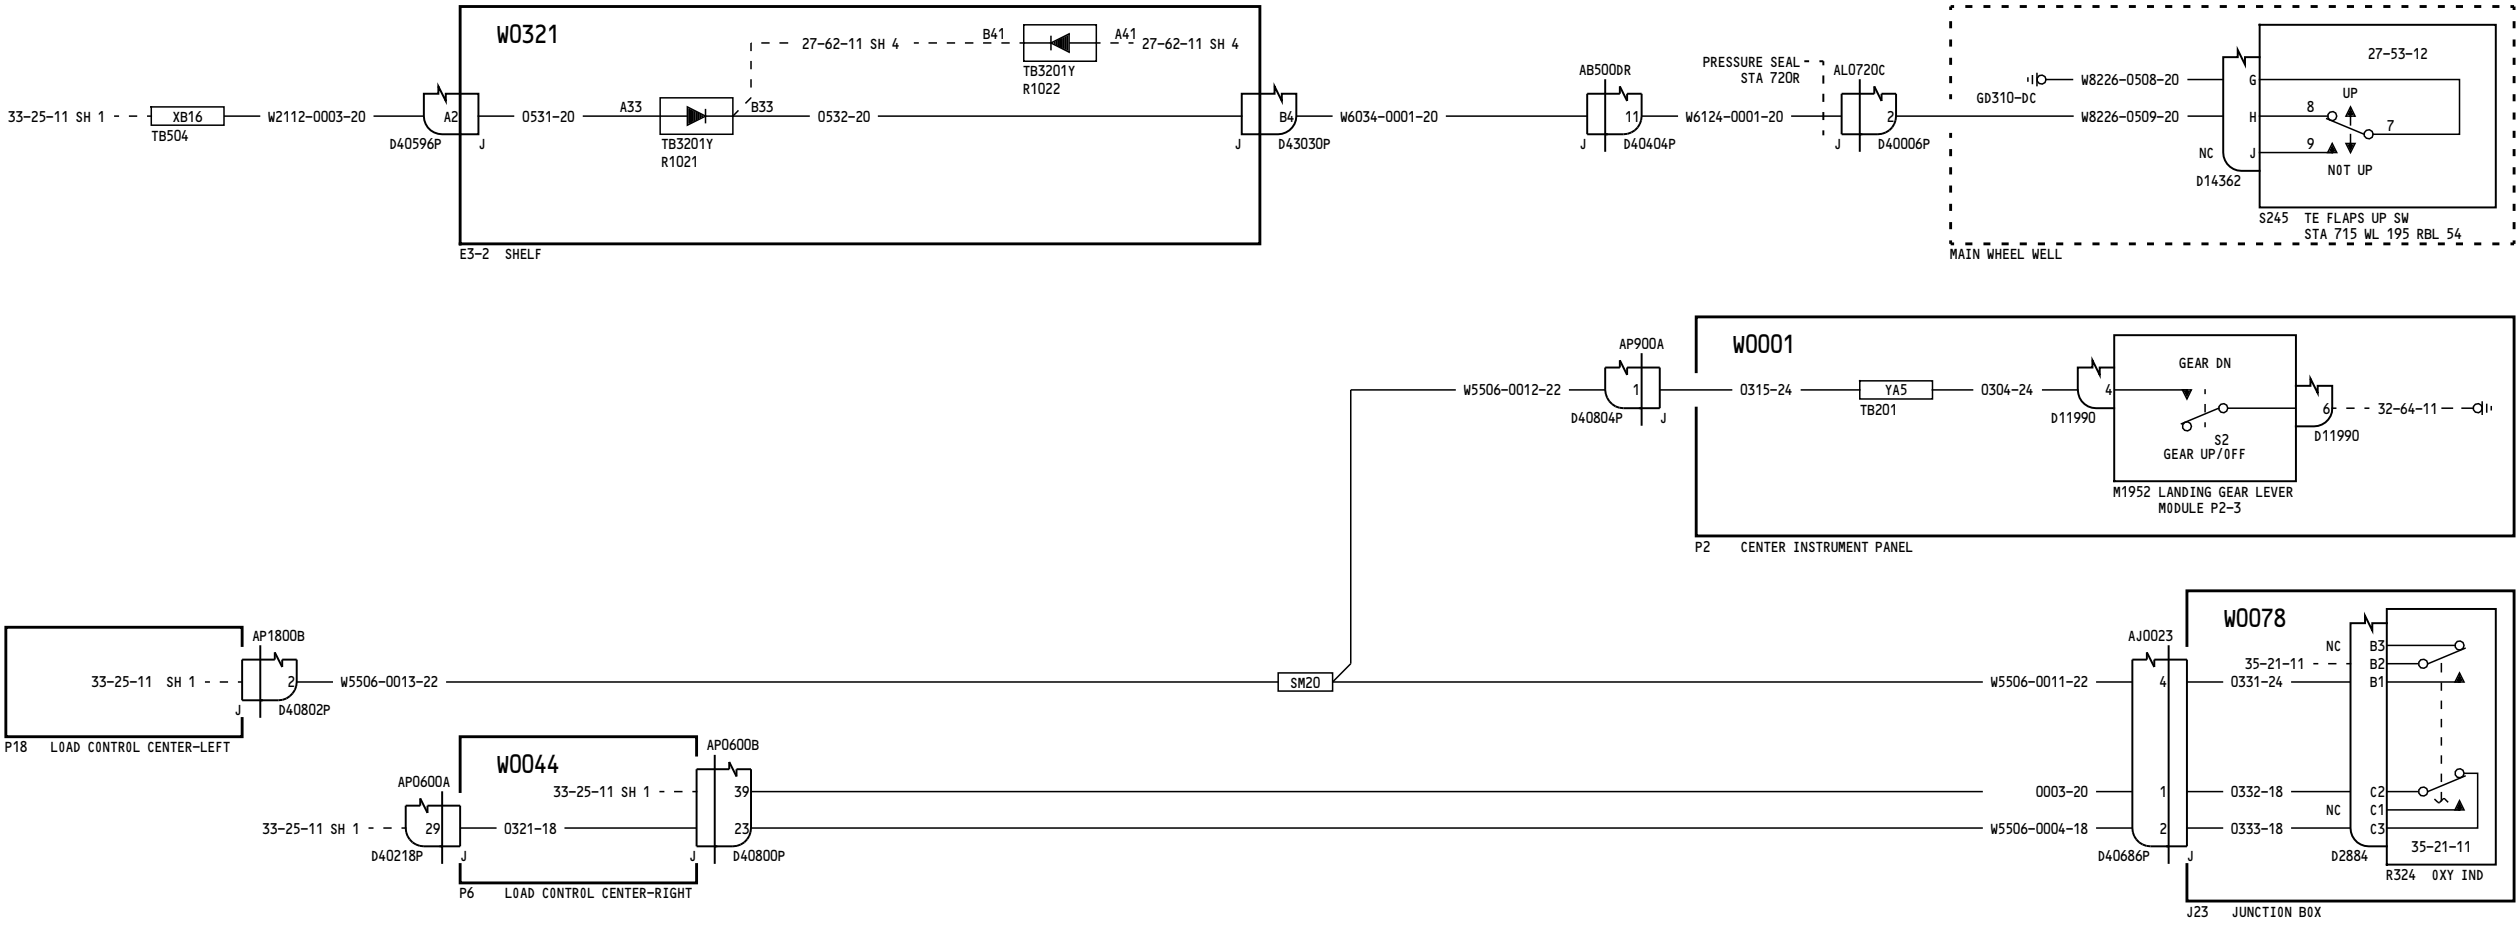 W0321
27-62-11 SH 4
B41
A41
27-62-11 SH 4
TB3201Y
R1022
33-25-11 SH 1
XB16
TB504
W2112-0003-20
A2
D40596P
J
0531-20
A33
B33
TB3201Y
R1021
0532-20
B4
J
D43030P
W6034-0001-20
AB500DR
11
J
D40404P
W6124-0001-20
PRESSURE SEAL
STA 720R
AL0720C
2
J
D40006P
GD310-DC
W8226-0508-20
W8226-0509-20
G
H
J
NC
D14362
27-53-12
UP
8
7
9
NOT UP
S245 TE FLAPS UP SW
STA 715 WL 195 RBL 54
E3-2 SHELF
MAIN WHEEL WELL
W0001
AP900A
W5506-0012-22
1
D40804P
J
0315-24
YA5
TB201
0304-24
4
D11990
GEAR DN
S2
GEAR UP/OFF
6
D11990
32-64-11
M1952 LANDING GEAR LEVER
MODULE P2-3
P2 CENTER INSTRUMENT PANEL
33-25-11 SH 1
AP1800B
2
J
D40802P
W5506-0013-22
SM20
W5506-0011-22
P18 LOAD CONTROL CENTER-LEFT
W0044
33-25-11 SH 1
AP0600A
33-25-11 SH 1
29
D40218P
J
0321-18
AP0600B
39
23
J
D40800P
0003-20
W5506-0004-18
P6 LOAD CONTROL CENTER-RIGHT
W0078
AJ0023
4
1
2
D40686P
J
35-21-11
0331-24
0332-18
0333-18
NC
B3
B2
B1
C2
NC
C1
C3
D2884
35-21-11
R324 OXY IND
J23 JUNCTION BOX